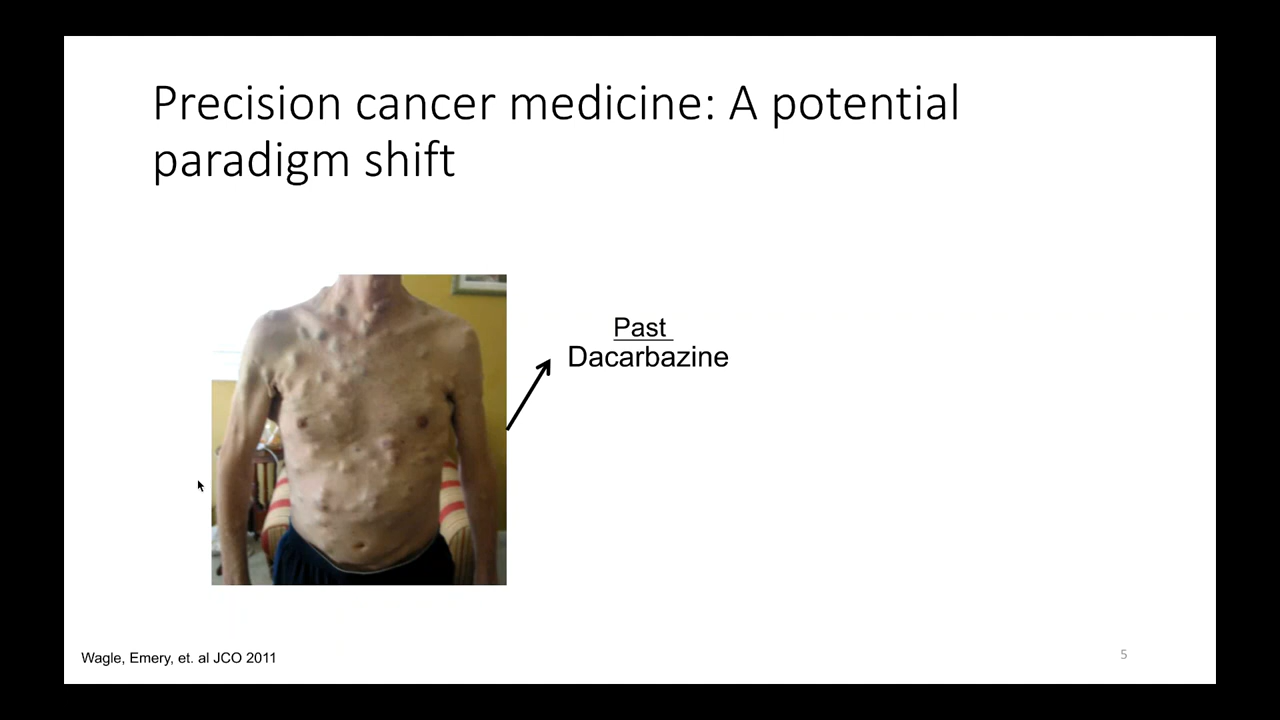 Precision cancer medicine: A potential
paradigm shift
Past
Dacarbazine
Wagle, Emery, et. al JCO 2011
5